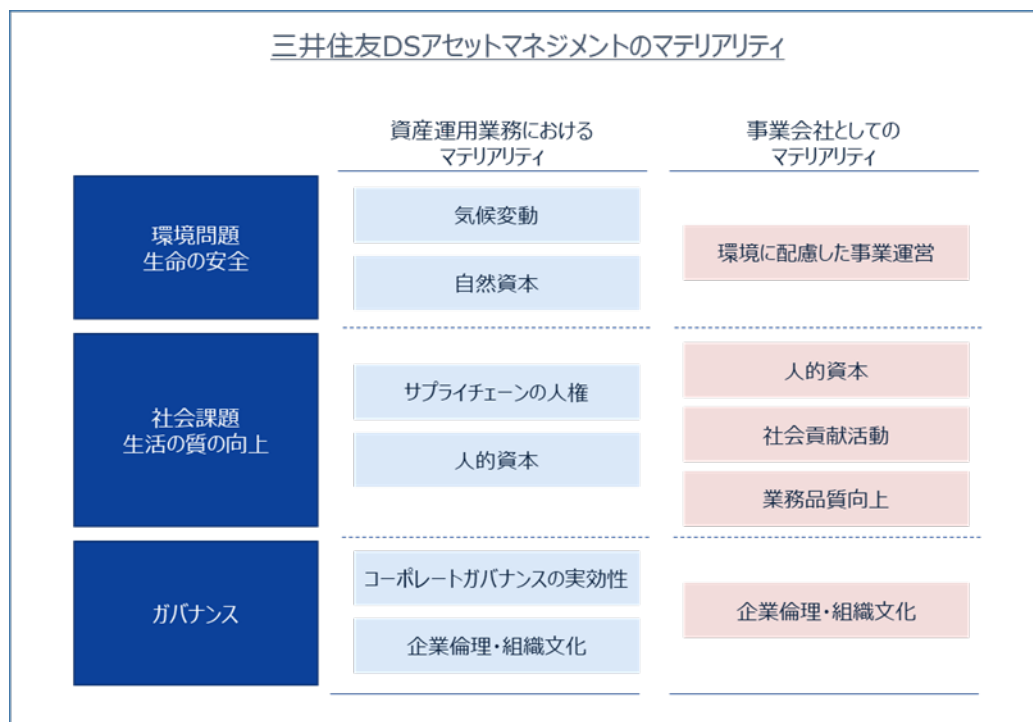 三井住友DSアセットマネジメントのマテリアリティ
資産運用業務における
マテリアリティ
事業会社としての
マテリアリティ
環境問題
生命の安全
気候変動
自然資本
環境に配慮した事業運営
社会課題
生活の質の向上
サプライチェーンの人権
人的資本
人的資本
社会貢献活動
業務品質向上
ガバナンス
コーポレートガバナンスの実効性
企業倫理・組織文化
企業倫理・組織文化